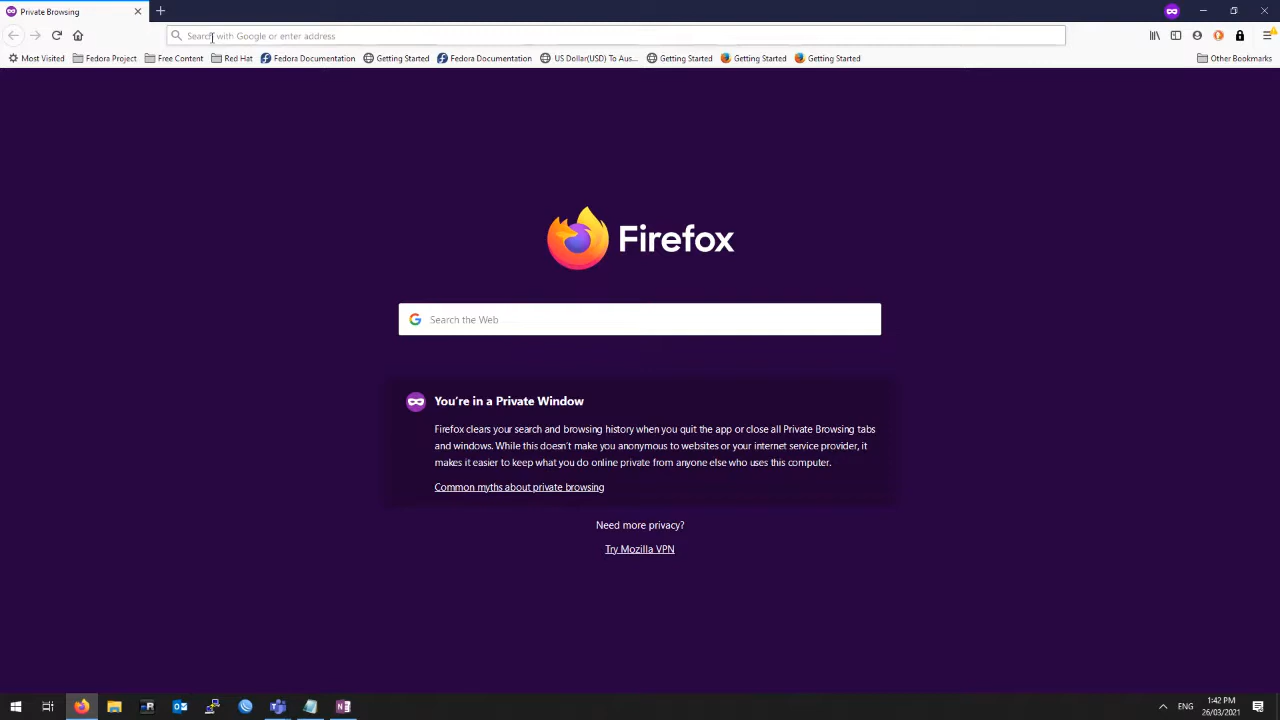 Private Browsing
Search with Google or enter address
Most Visited Fedora Project Free Content Red Hat Fedora Documentation Getting Started Fedora Documentation US Dollar(USD) To Aus... Getting Started Getting Started Getting Started Other Bookmarks
Firefox
Search the Web
You're in a Private Window
Firefox clears your search and browsing history when you quit the app or close all Private Browsing tabs
and windows. While this doesn't make you anonymous to websites or your internet service provider, it
makes it easier to keep what you do online private from anyone else who uses this computer.
Common myths about private browsing
Need more privacy?
Try Mozilla VPN
ENG
1:42 PM
26/03/2021